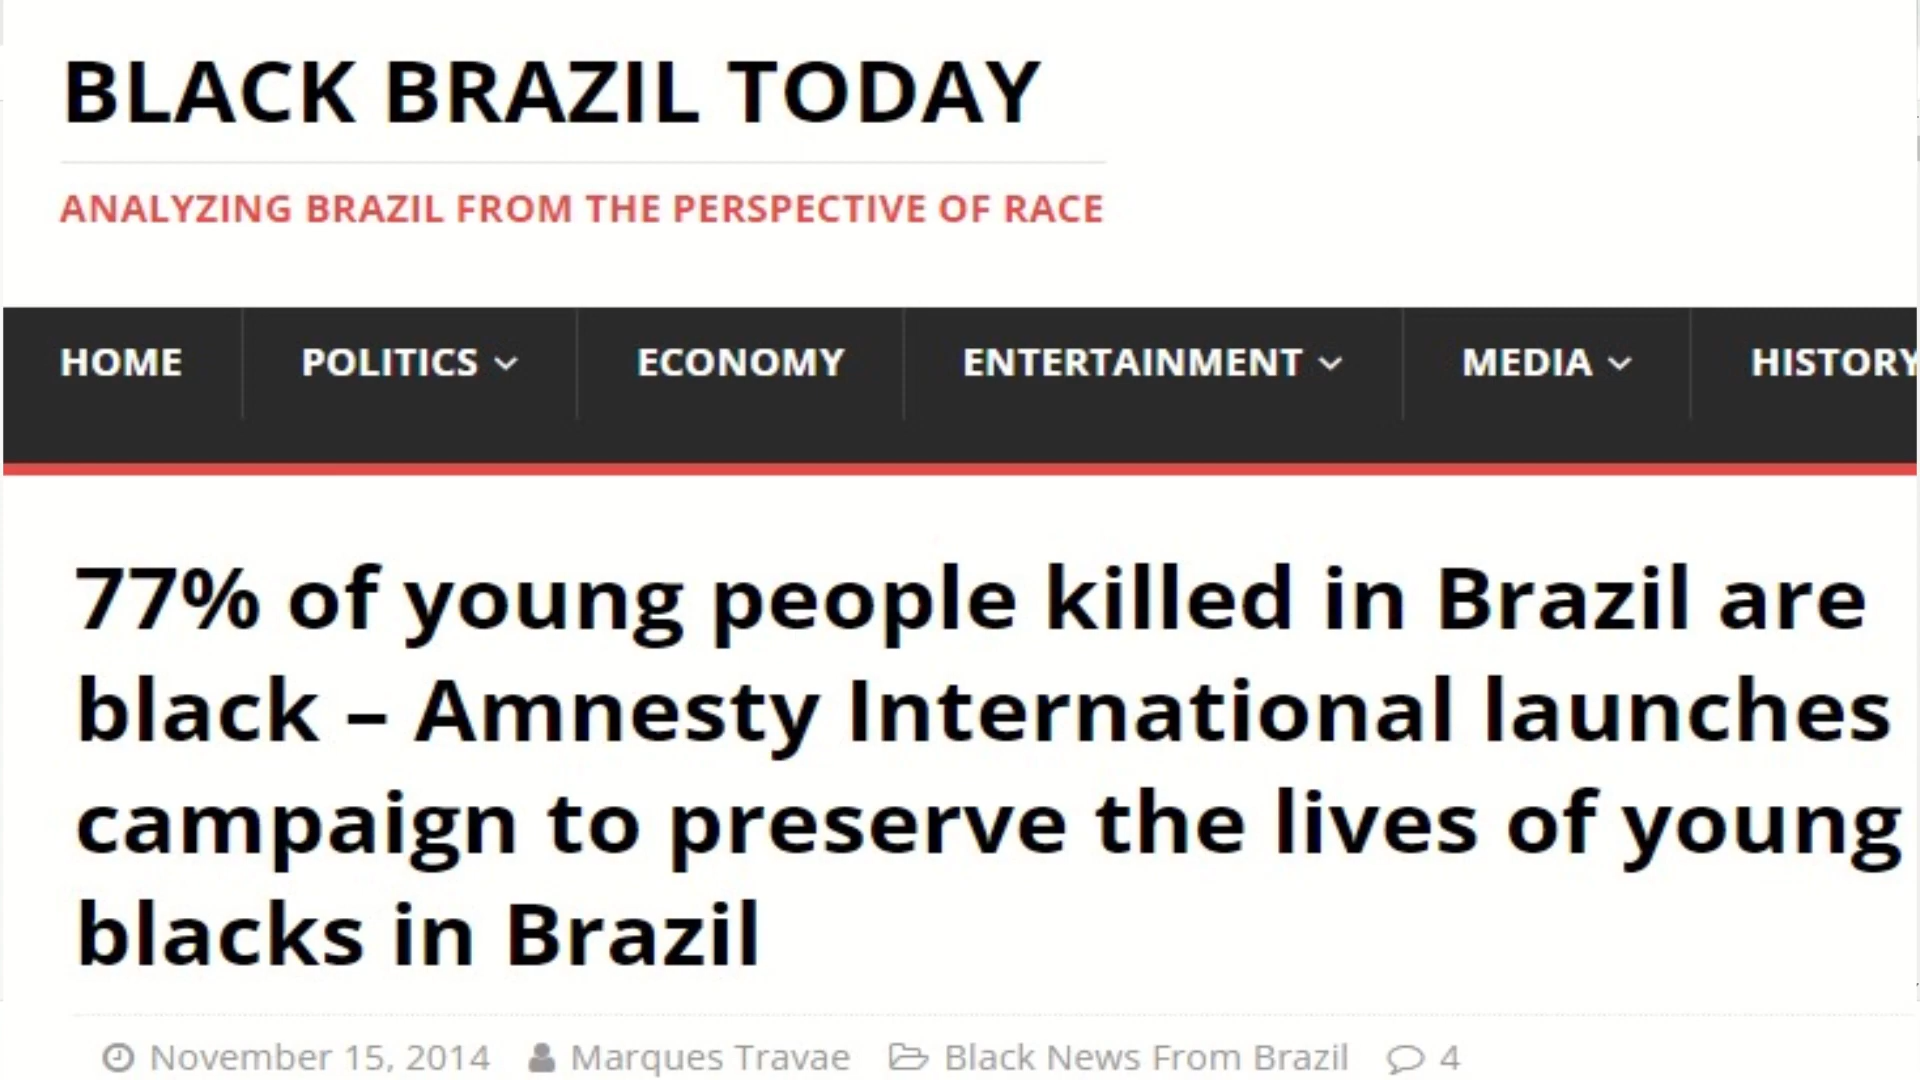 BLACK BRAZIL TODAY
ANALYZING BRAZIL FROM THE PERSPECTIVE OF RACE
HOME POLITICS ECONOMY ENTERTAINMENT MEDIA HISTORY
77% of young people killed in Brazil are
black – Amnesty International launches
campaign to preserve the lives of young
blacks in Brazil
November 15, 2014 Marques Travae Black News From Brazil 4